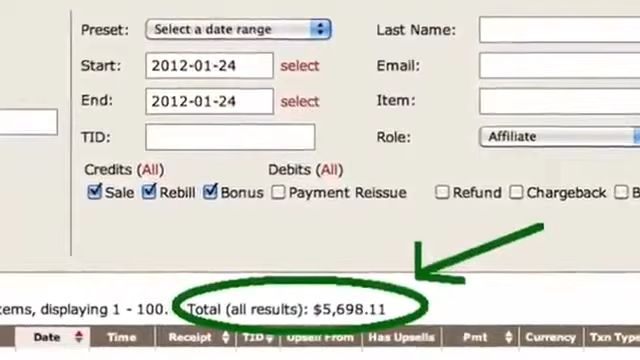 Preset: Select a date range Last Name:
Start: 2012-01-24 select Email:
End: 2012-01-24 select Item:
TID: Role: Affiliate
Credits (All) Debits (All)
Sale Rebill Bonus Payment Reissue Refund Chargeback B
tems, displaying 1 - 100. Total (all results): $5,698.11
Date Time Receipt TID Upsell From Has Upsells Pmt Currency Txn Typ